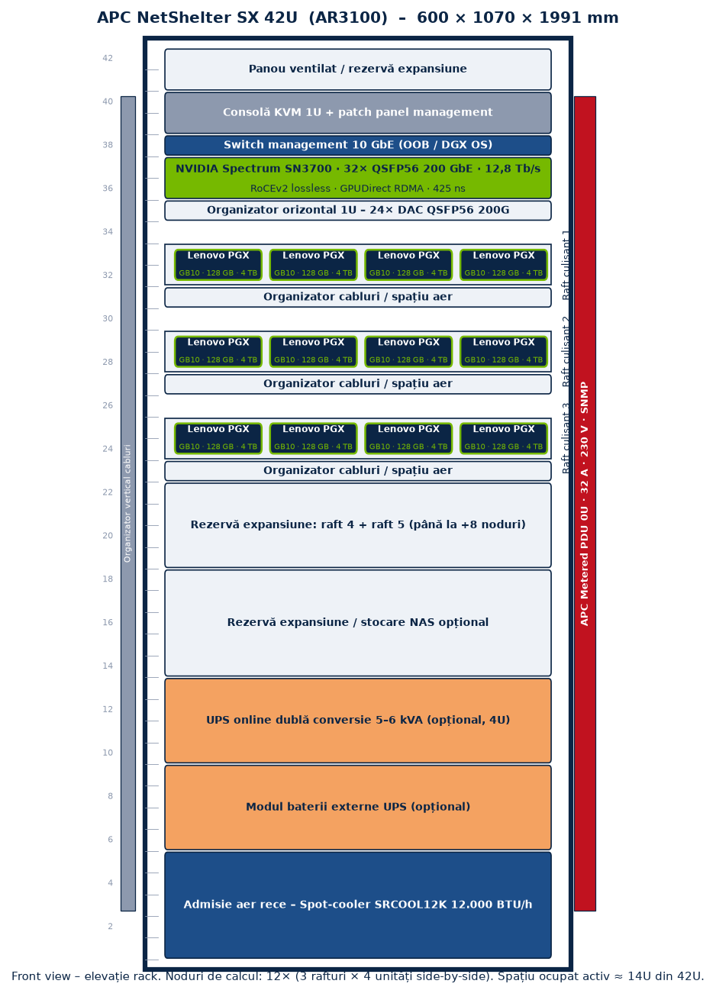 APC NetShelter SX 42U (AR3100) – 600 × 1070 × 1991 mm
42
Panou ventilat / rezervă expansiune
40
Consolă KVM 1U + patch panel management
38
Switch management 10 GbE (OOB / DGX OS)
NVIDIA Spectrum SN3700 · 32× QSFP56 200 GbE · 12,8 Tb/s
36
RoCEv2 lossless · GPUDirect RDMA · 425 ns
Organizator orizontal 1U – 24× DAC QSFP56 200G
34
Raft culisant 1
Lenovo PGX Lenovo PGX Lenovo PGX Lenovo PGX
32
GB10 · 128 GB · 4 TB GB10 · 128 GB · 4 TB GB10 · 128 GB · 4 TB GB10 · 128 GB · 4 TB
Organizator cabluri / spațiu aer
30
Raft culisant 2
Lenovo PGX Lenovo PGX Lenovo PGX Lenovo PGX
28
GB10 · 128 GB · 4 TB GB10 · 128 GB · 4 TB GB10 · 128 GB · 4 TB GB10 · 128 GB · 4 TB
Organizator cabluri / spațiu aer
26
Raft culisant 3
Lenovo PGX Lenovo PGX Lenovo PGX Lenovo PGX
24
GB10 · 128 GB · 4 TB GB10 · 128 GB · 4 TB GB10 · 128 GB · 4 TB GB10 · 128 GB · 4 TB
Organizator cabluri / spațiu aer
22
Rezervă expansiune: raft 4 + raft 5 (până la +8 noduri)
20
Organizator vertical cabluri
APC Metered PDU 0U · 32 A · 230 V · SNMP
18
Rezervă expansiune / stocare NAS opțional
16
14
12
UPS online dublă conversie 5–6 kVA (opțional, 4U)
10
8
Modul baterii externe UPS (opțional)
6
4
Admisie aer rece – Spot-cooler SRCOOL12K 12.000 BTU/h
2
Front view – elevație rack. Noduri de calcul: 12× (3 rafturi × 4 unități side-by-side). Spațiu ocupat activ ≈ 14U din 42U.